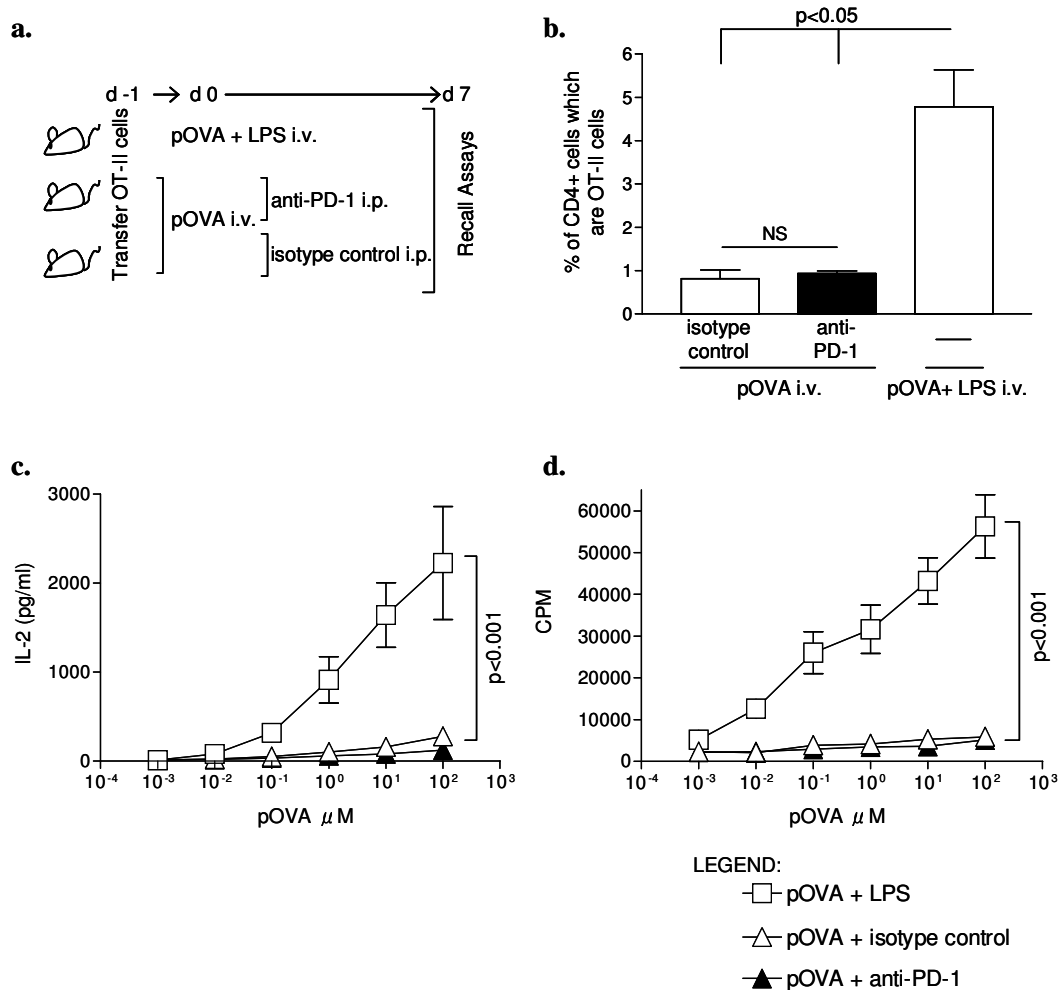 a.
d -1 d 0 d 7
Transfer OT-II cells
pOVA + LPS i.v.
pOVA i.v.
anti-PD-1 i.p.
isotype control i.p.
Recall Assays
b.
p<0.05
% of CD4+ cells which
are OT-II cells
6
5
4
3
2
1
0
NS
isotype
control
anti-
PD-1
pOVA i.v.
pOVA+ LPS i.v.
c.
IL-2 (pg/ml)
3000
2000
1000
0
p<0.001
10⁻⁴ 10⁻³ 10⁻² 10⁻¹ 10⁰ 10¹ 10² 10³
pOVA μM
d.
CPM
60000
50000
40000
30000
20000
10000
0
p<0.001
10⁻⁴ 10⁻³ 10⁻² 10⁻¹ 10⁰ 10¹ 10² 10³
pOVA μM
LEGEND:
pOVA + LPS
pOVA + isotype control
pOVA + anti-PD-1